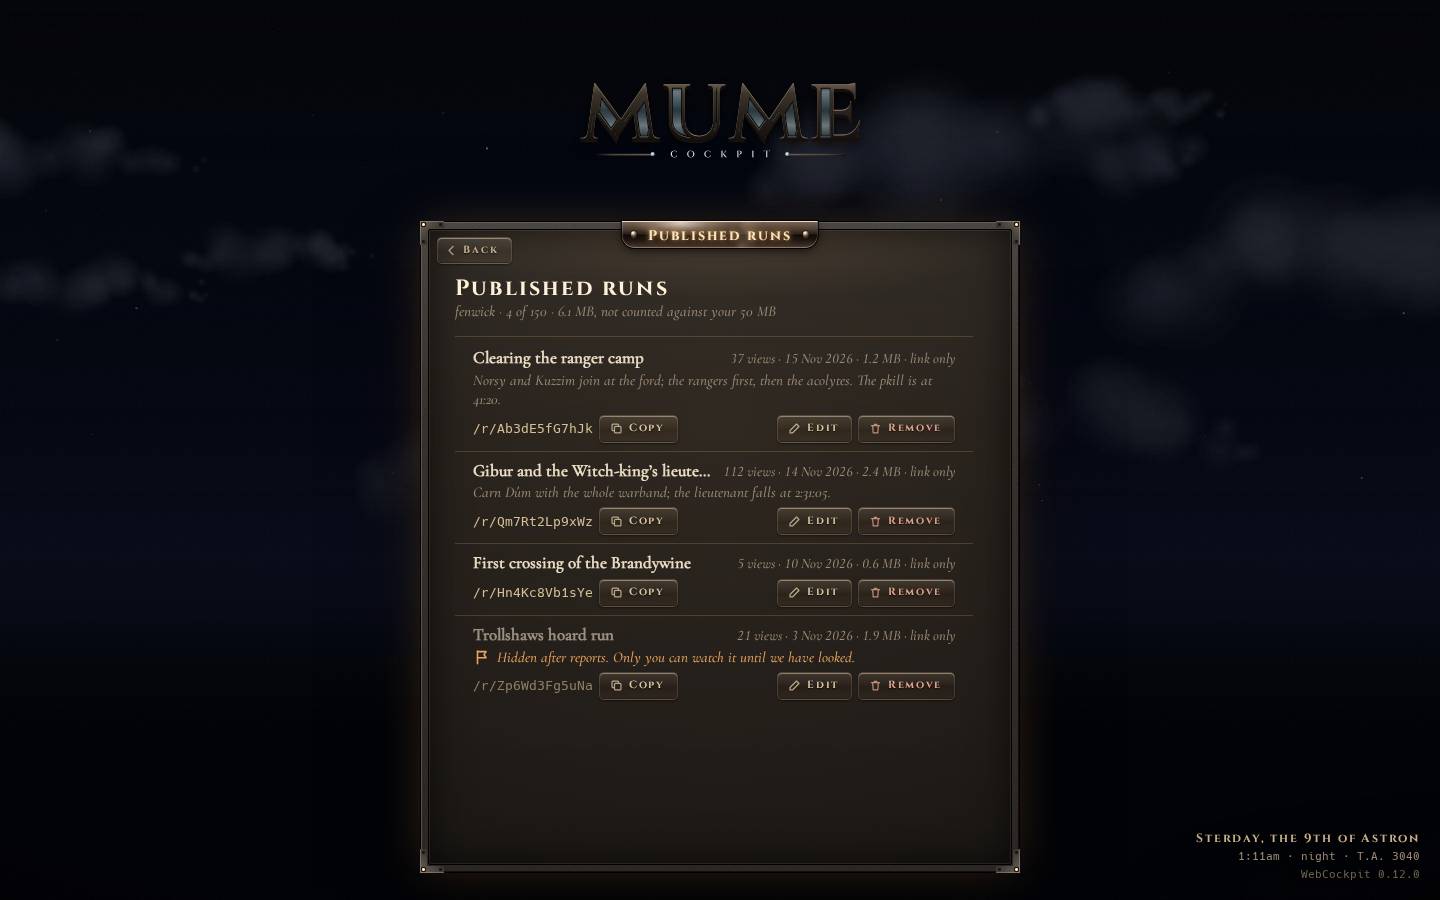 MUME
COCKPIT
Published runs
Back
Published runs
fenwick · 4 of 150 · 6.1 MB, not counted against your 50 MB
Clearing the ranger camp 37 views · 15 Nov 2026 · 1.2 MB · link only
Norsy and Kuzzim join at the ford; the rangers first, then the acolytes. The pkill is at
41:20.
/r/Ab3dE5fG7hJk Copy Edit Remove
Gibur and the Witch-king’s lieute… 112 views · 14 Nov 2026 · 2.4 MB · link only
Carn Dûm with the whole warband; the lieutenant falls at 2:31:05.
/r/Qm7Rt2Lp9xWz Copy Edit Remove
First crossing of the Brandywine 5 views · 10 Nov 2026 · 0.6 MB · link only
/r/Hn4Kc8Vb1sYe Copy Edit Remove
Trollshaws hoard run 21 views · 3 Nov 2026 · 1.9 MB · link only
Hidden after reports. Only you can watch it until we have looked.
/r/Zp6Wd3Fg5uNa Copy Edit Remove
Sterday, the 9th of Astron
1:11am · night · T.A. 3040
WebCockpit 0.12.0